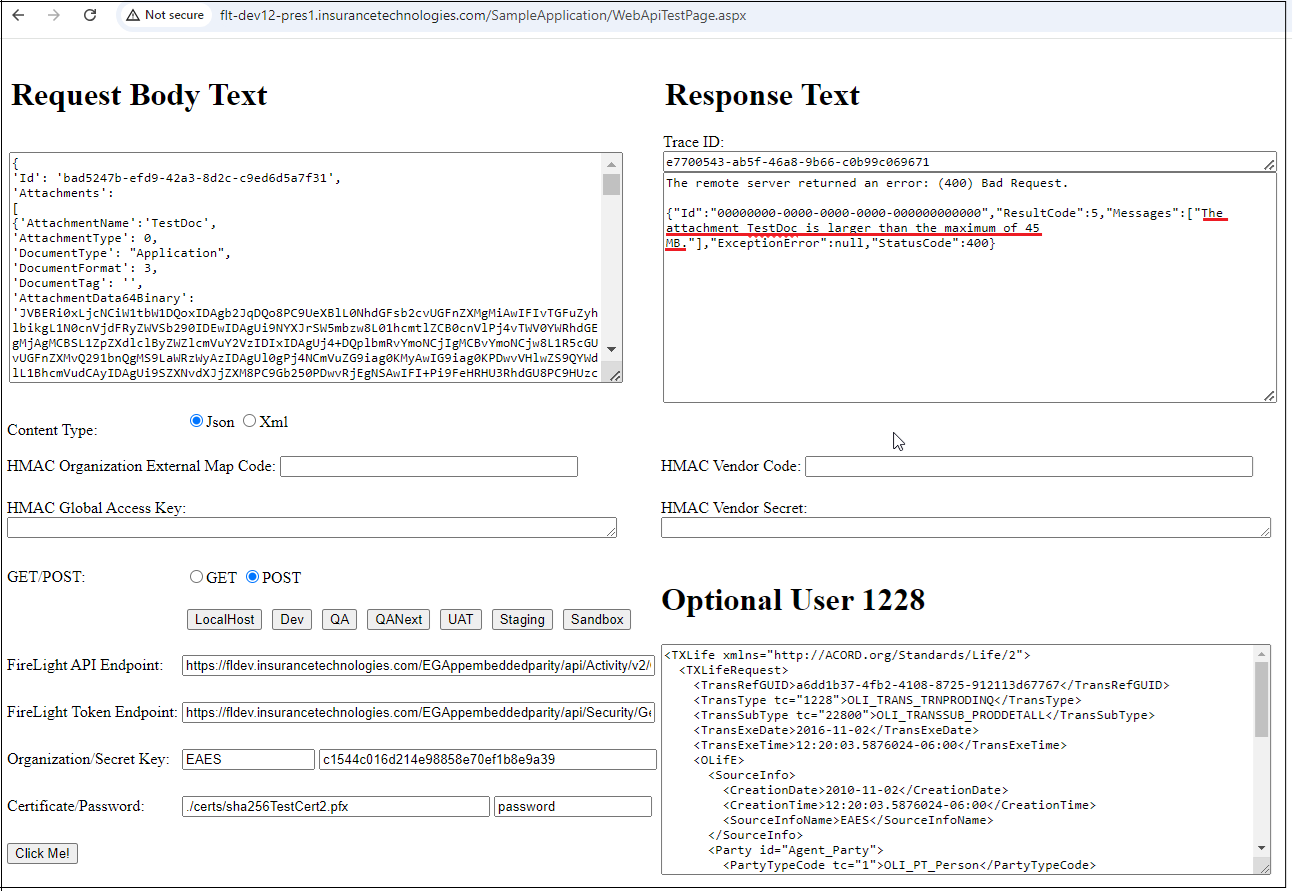 Not secure flt-dev12-pres1.insurancetechnologies.com/SampleApplication/WebApiTestPage.aspx
Request Body Text
{
'Id': 'bad5247b-efd9-42a3-8d2c-c9ed6d5a7f31',
'Attachments':
[
{'AttachmentName':'TestDoc',
'AttachmentType': 0,
'DocumentType': "Application",
'DocumentFormat': 3,
'DocumentTag': '',
'AttachmentData64Binary':
'JVBERi0xLjcNCiW1tbW1DQoxIDAgb2JqDQo8PC9UeXBlL0NhdGFsb2cvUGFnZXMgMiAwIFIvTGFuZyh
lbikgL1N0cnVjdFRyZWVSb290IDEwIDAgUi9NYXJrSW5mbzw8L01hcmtlZCB0cnVlPj4vTWV0YWRhdGE
gMjAgMCBSL1ZpZXdlclByZWZlcmVuY2VzIDIxIDAgUj4+DQplbmRvYmoNCjIgMCBvYmoNCjw8L1R5cGU
vUGFnZXMvQ291bnQgMS9LaWRzWyAzIDAgUl0gPj4NCmVuZG9iag0KMyAwIG9iag0KPDwvVHlwZS9QYWd
lL1BhcmVudCAyIDAgUi9SZXNvdXJjZXM8PC9Gb250PDwvRjEgNSAwIFI+Pi9FeHRHU3RhdGU8PC9HUzc
Response Text
Trace ID:
e7700543-ab5f-46a8-9b66-c0b99c069671
The remote server returned an error: (400) Bad Request.
{"Id":"00000000-0000-0000-0000-000000000000","ResultCode":5,"Messages":["The
attachment TestDoc is larger than the maximum of 45
MB."],"ExceptionError":null,"StatusCode":400}
Content Type: Json Xml
HMAC Organization External Map Code:
HMAC Vendor Code:
HMAC Global Access Key:
HMAC Vendor Secret:
GET/POST: GET POST
LocalHost Dev QA QANext UAT Staging Sandbox
FireLight API Endpoint: https://fldev.insurancetechnologies.com/EGAppembeddedparity/api/Activity/v2/
FireLight Token Endpoint: https://fldev.insurancetechnologies.com/EGAppembeddedparity/api/Security/Ge
Organization/Secret Key: EAES c1544c016d214e98858e70ef1b8e9a39
Certificate/Password: ./certs/sha256TestCert2.pfx password
Click Me!
Optional User 1228
<TXLife xmlns="http://ACORD.org/Standards/Life/2">
<TXLifeRequest>
<TransRefGUID>a6dd1b37-4fb2-4108-8725-912113d67767</TransRefGUID>
<TransType tc="1228">OLI_TRANS_TRNPRODINQ</TransType>
<TransSubType tc="22800">OLI_TRANSSUB_PRODDETALL</TransSubType>
<TransExeDate>2016-11-02</TransExeDate>
<TransExeTime>12:20:03.5876024-06:00</TransExeTime>
<OLifE>
<SourceInfo>
<CreationDate>2010-11-02</CreationDate>
<CreationTime>12:20:03.5876024-06:00</CreationTime>
<SourceInfoName>EAES</SourceInfoName>
</SourceInfo>
<Party id="Agent_Party">
<PartyTypeCode tc="1">OLI_PT_Person</PartyTypeCode>